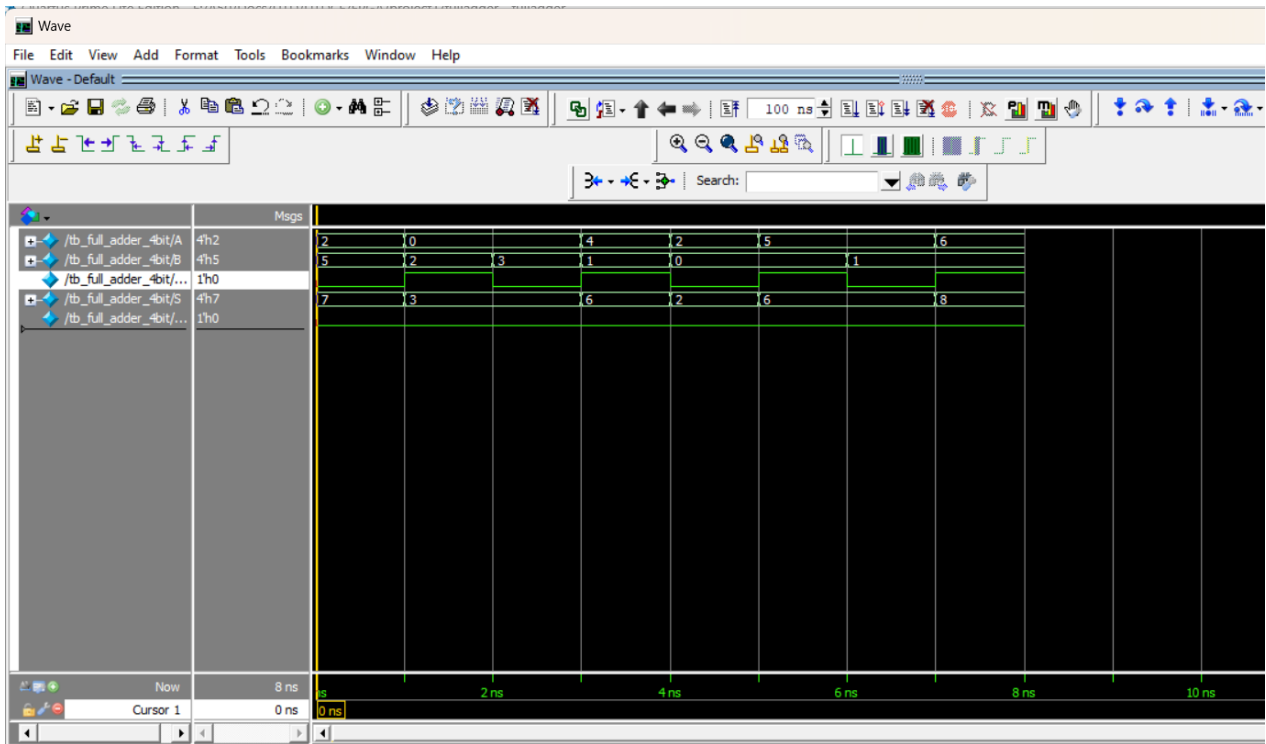 Wave
File Edit View Add Format Tools Bookmarks Window Help
Wave - Default
100 ns
Search:
Msgs
/tb_full_adder_4bit/A 4'h2 2 0 4 2 5 6
/tb_full_adder_4bit/B 4'h5 5 2 3 1 0 1
/tb_full_adder_4bit/... 1'h0
/tb_full_adder_4bit/S 4'h7 7 3 6 2 6 8
/tb_full_adder_4bit/... 1'h0
Now 8 ns ns 2 ns 4 ns 6 ns 8 ns 10 ns
Cursor 1 0 ns 0 ns